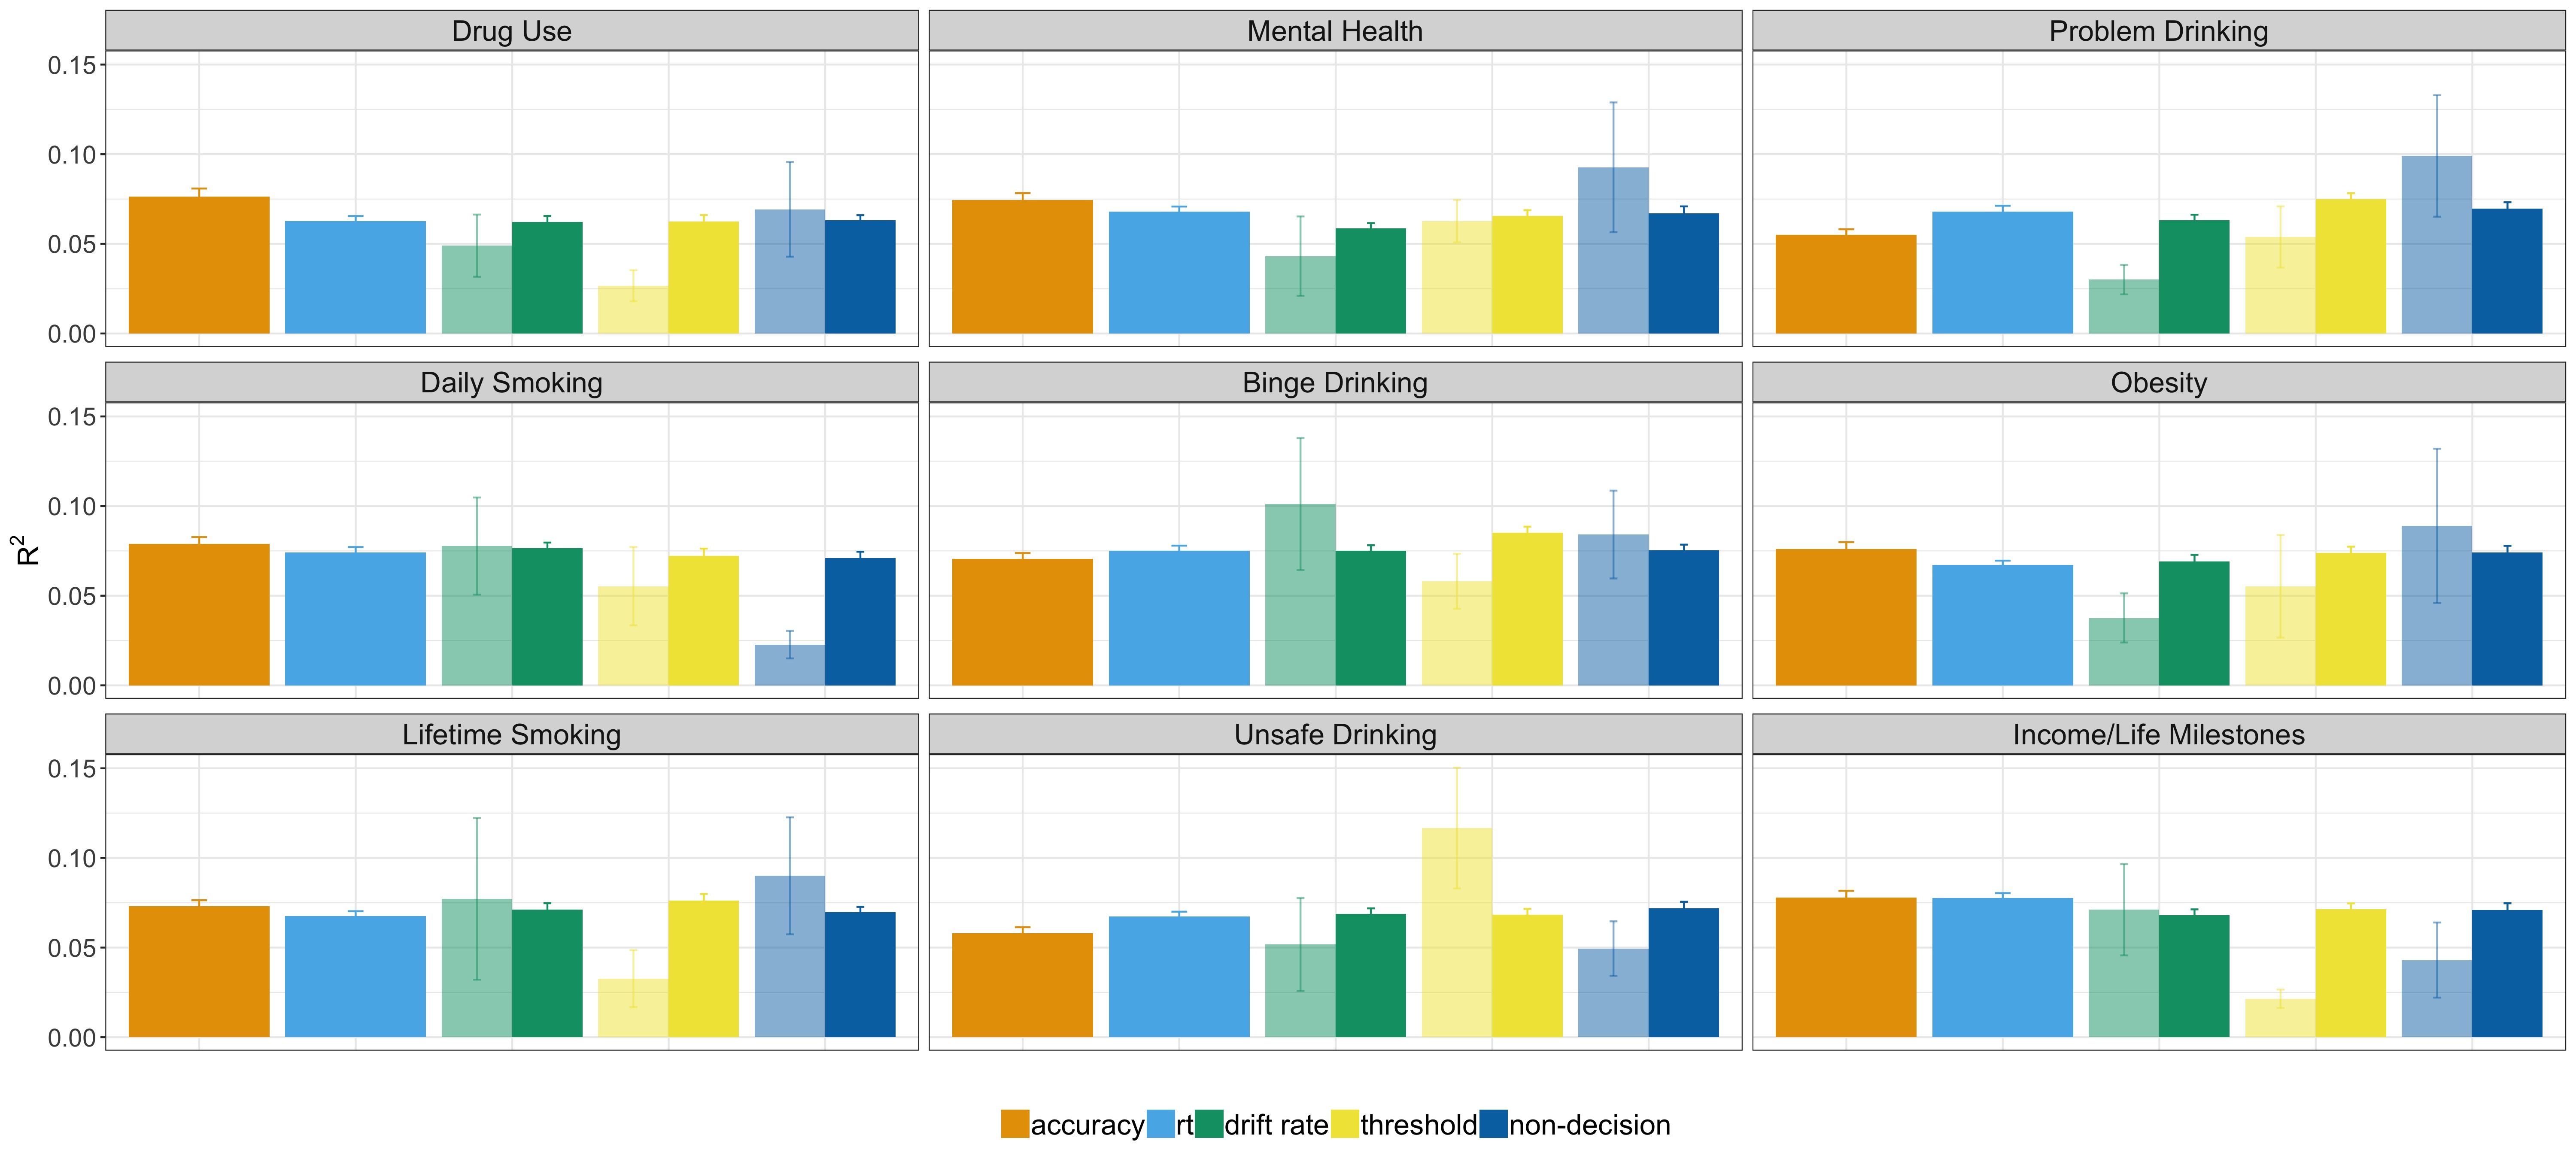 Drug Use Mental Health Problem Drinking
0.15
0.10
0.05
0.00
Daily Smoking Binge Drinking Obesity
0.15
0.10
0.05
0.00
R²
Lifetime Smoking Unsafe Drinking Income/Life Milestones
0.15
0.10
0.05
0.00
accuracy rt drift rate threshold non-decision